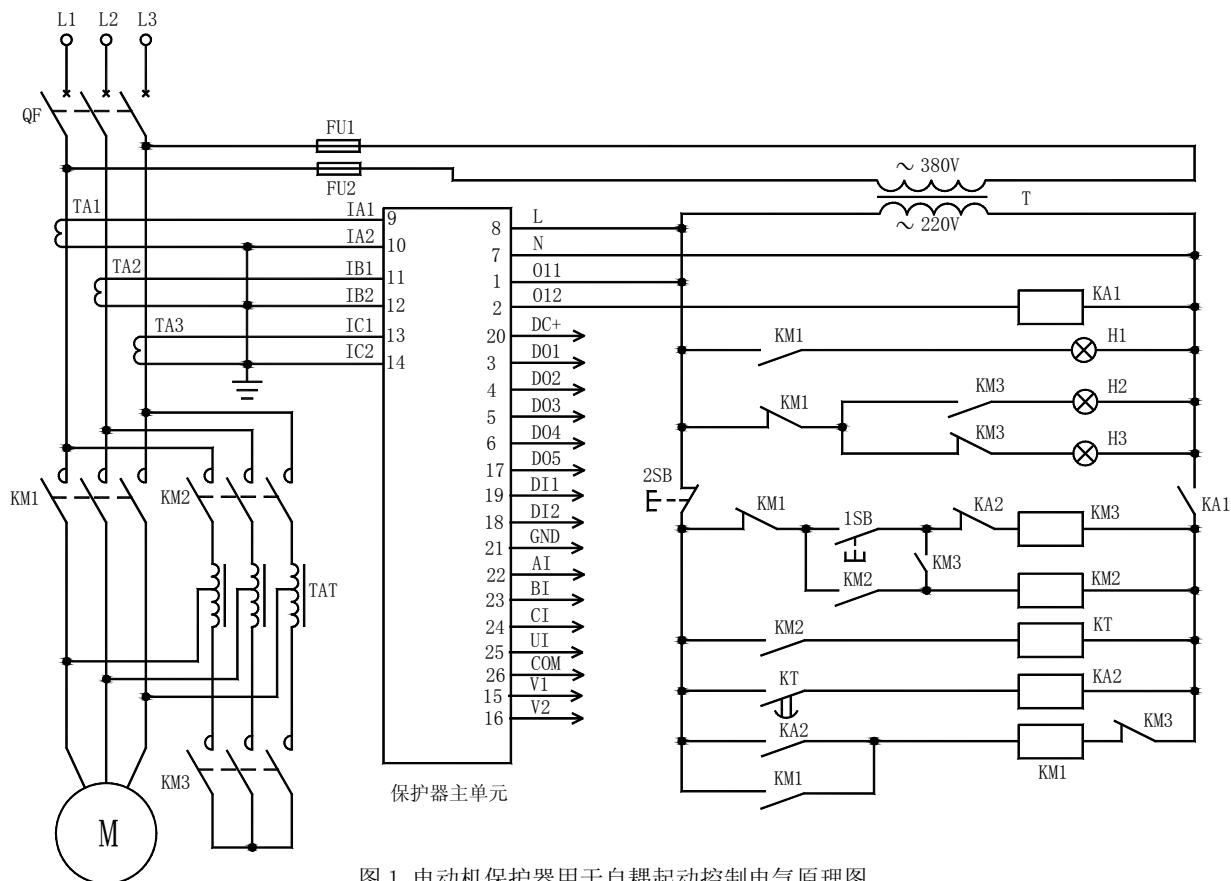 L1 L2 L3
QF
FU1
FU2
～ 380V
～ 220V
T
TA1
IA1
9
IA2
10
TA2
IB1
11
IB2
12
TA3
IC1
13
IC2
14
8 L
7 N
1 011
2 012
20 DC+
3 D01
4 D02
5 D03
6 D04
17 D05
19 DI1
18 DI2
21 GND
22 AI
23 BI
24 CI
25 UI
26 COM
15 V1
16 V2
保护器主单元
KA1
KM1
H1
KM1
KM3
H2
KM3
H3
2SB
KA1
KM1
1SB
KA2
KM3
KM3
KM2
KM2
KM2
KT
KT
KA2
KA2
KM1
KM3
KM1
KM1
KM2
TAT
KM3
M
图 1 电动机保护器用于自耦起动控制电气原理图